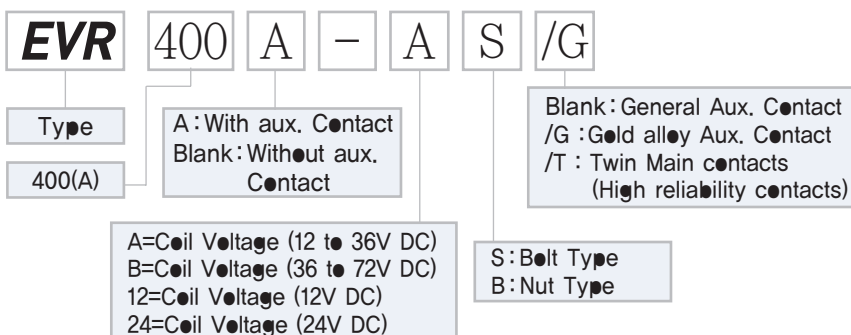 EVR 400 A - A S /G
Type
400(A)
A : With aux. Contact
Blank : Without aux.
Contact
A=Coil Voltage (12 to 36V DC)
B=Coil Voltage (36 to 72V DC)
12=Coil Voltage (12V DC)
24=Coil Voltage (24V DC)
S : Bolt Type
B : Nut Type
Blank : General Aux. Contact
/G : Gold alloy Aux. Contact
/T : Twin Main contacts
(High reliability contacts)